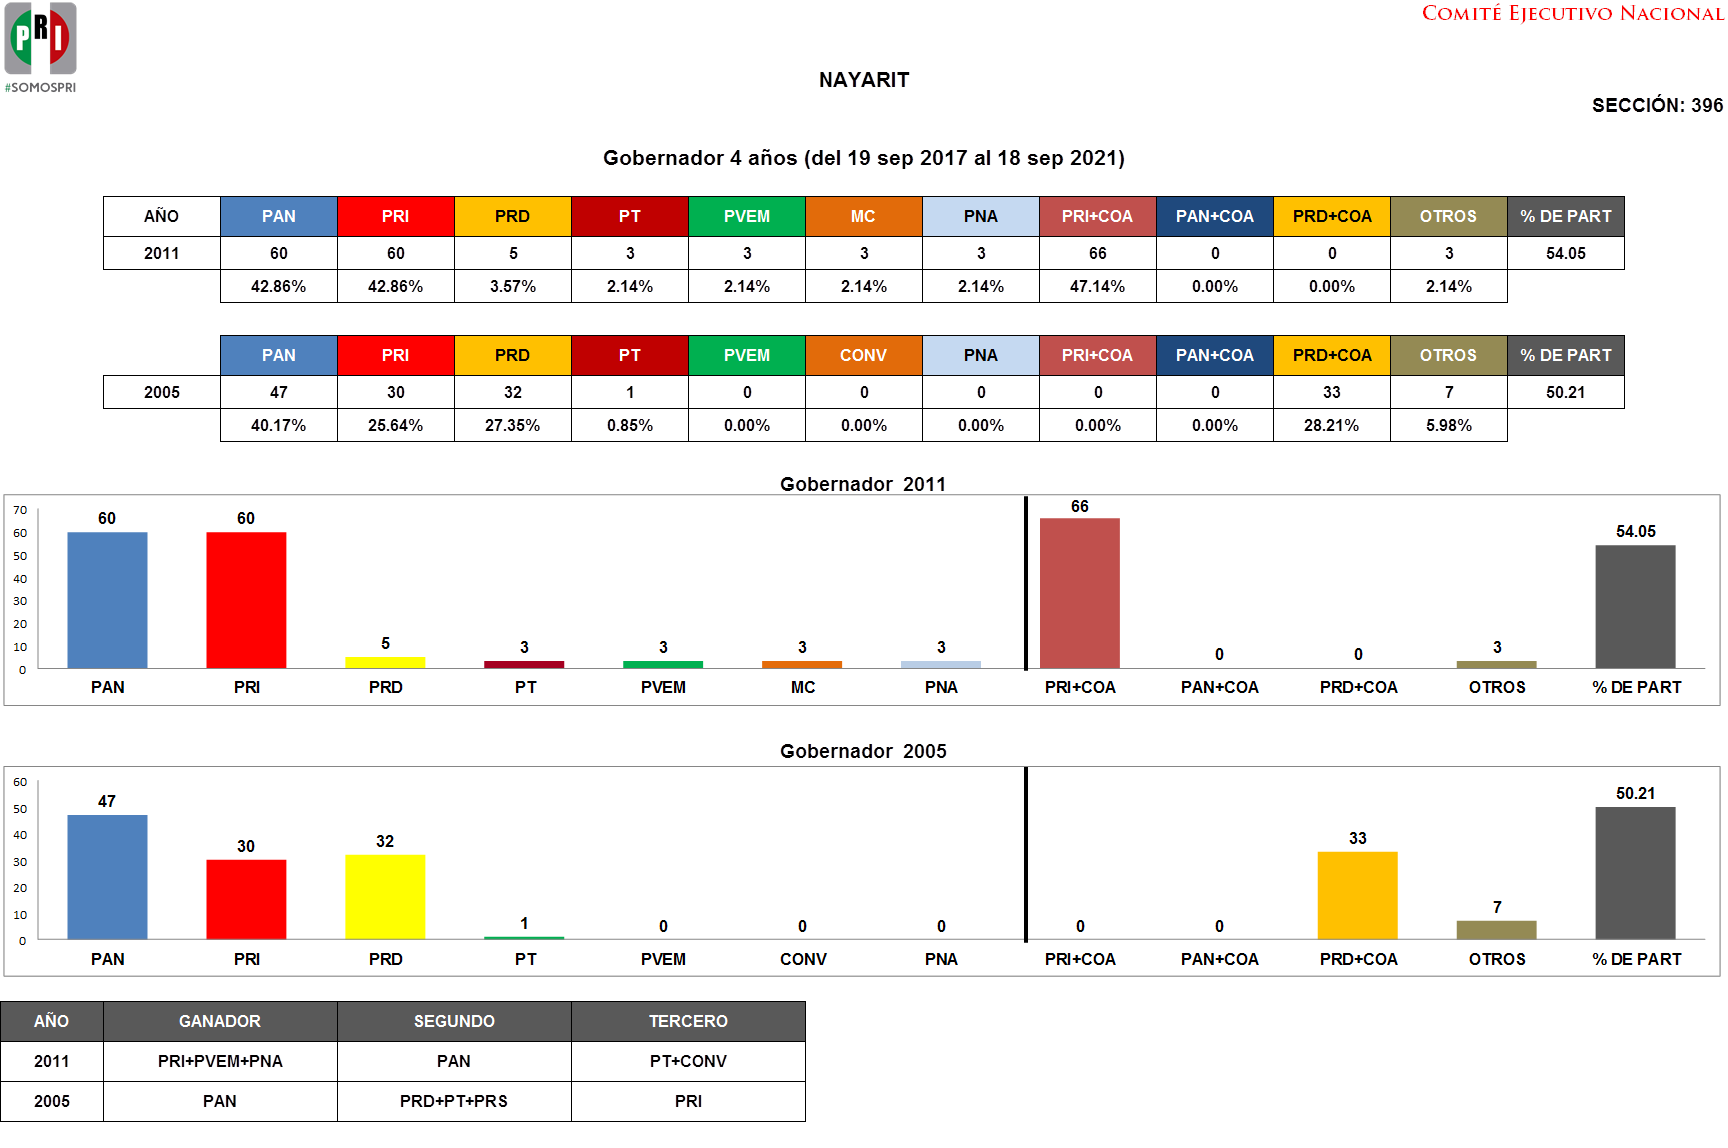 PRI
#SOMOSPRI
COMITÉ EJECUTIVO NACIONAL
NAYARIT
SECCIÓN: 396
Gobernador 4 años (del 19 sep 2017 al 18 sep 2021)
AÑO PAN PRI PRD PT PVEM MC PNA PRI+COA PAN+COA PRD+COA OTROS % DE PART
2011 60 60 5 3 3 3 3 66 0 0 3 54.05
42.86% 42.86% 3.57% 2.14% 2.14% 2.14% 2.14% 47.14% 0.00% 0.00% 2.14%
PAN PRI PRD PT PVEM CONV PNA PRI+COA PAN+COA PRD+COA OTROS % DE PART
2005 47 30 32 1 0 0 0 0 0 33 7 50.21
40.17% 25.64% 27.35% 0.85% 0.00% 0.00% 0.00% 0.00% 0.00% 28.21% 5.98%
Gobernador 2011
70
60
50
40
30
20
10
0
60 60 5 3 3 3 3 66 0 0 3 54.05
PAN PRI PRD PT PVEM MC PNA PRI+COA PAN+COA PRD+COA OTROS % DE PART
Gobernador 2005
60
50
40
30
20
10
0
47 30 32 1 0 0 0 0 0 33 7 50.21
PAN PRI PRD PT PVEM CONV PNA PRI+COA PAN+COA PRD+COA OTROS % DE PART
AÑO GANADOR SEGUNDO TERCERO
2011 PRI+PVEM+PNA PAN PT+CONV
2005 PAN PRD+PT+PRS PRI